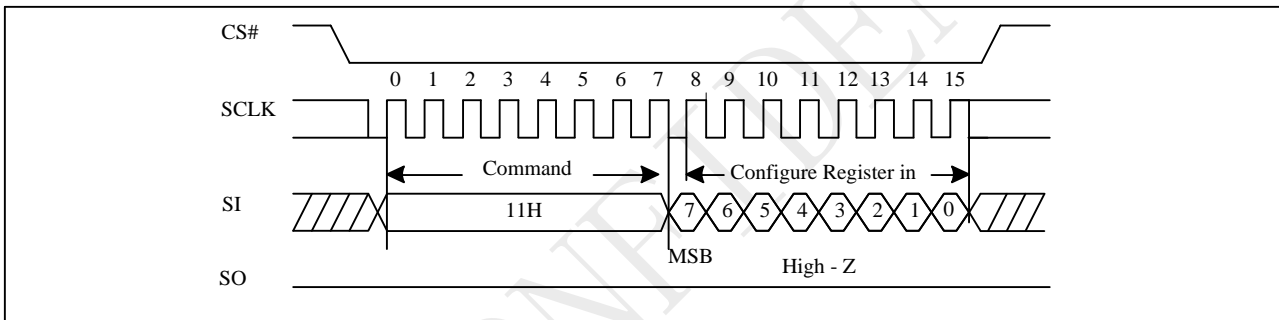 CS#
0 1 2 3 4 5 6 7 8 9 10 11 12 13 14 15
SCLK
Command
Configure Register in
SI
11H
7 6 5 4 3 2 1 0
MSB
High - Z
SO